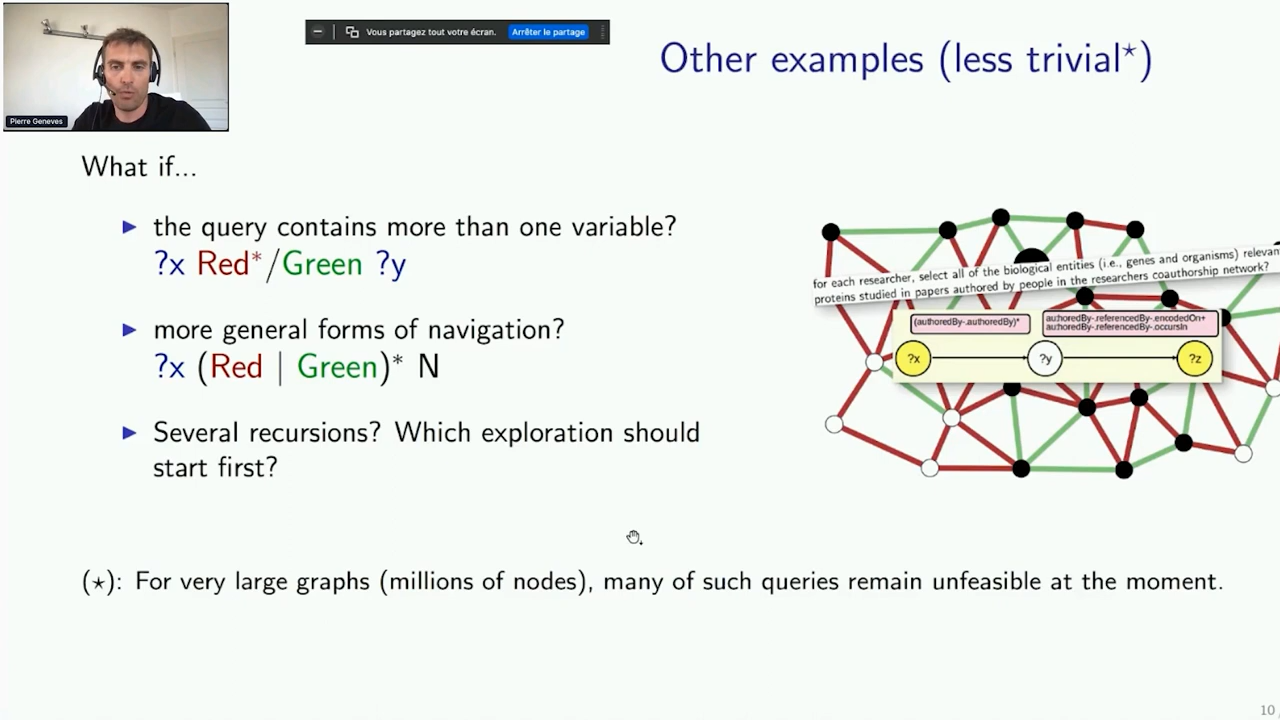 Vous partagez tout votre écran. Arrêter le partage
Other examples (less trivial⋆)
Pierre Geneves
What if...
▶ the query contains more than one variable?
?x Red*/Green ?y
▶ more general forms of navigation?
?x (Red | Green)* N
▶ Several recursions? Which exploration should
start first?
for each researcher, select all of the biological entities (i.e., genes and organisms)
proteins studied in papers authored by people in the researchers coauthorship network?
(authoredBy-.authoredBy)*
authoredBy-.referencedBy-.encodedOn+
authoredBy-.referencedBy-.occursIn
?x ?y ?z
(⋆): For very large graphs (millions of nodes), many of such queries remain unfeasible at the moment.
10